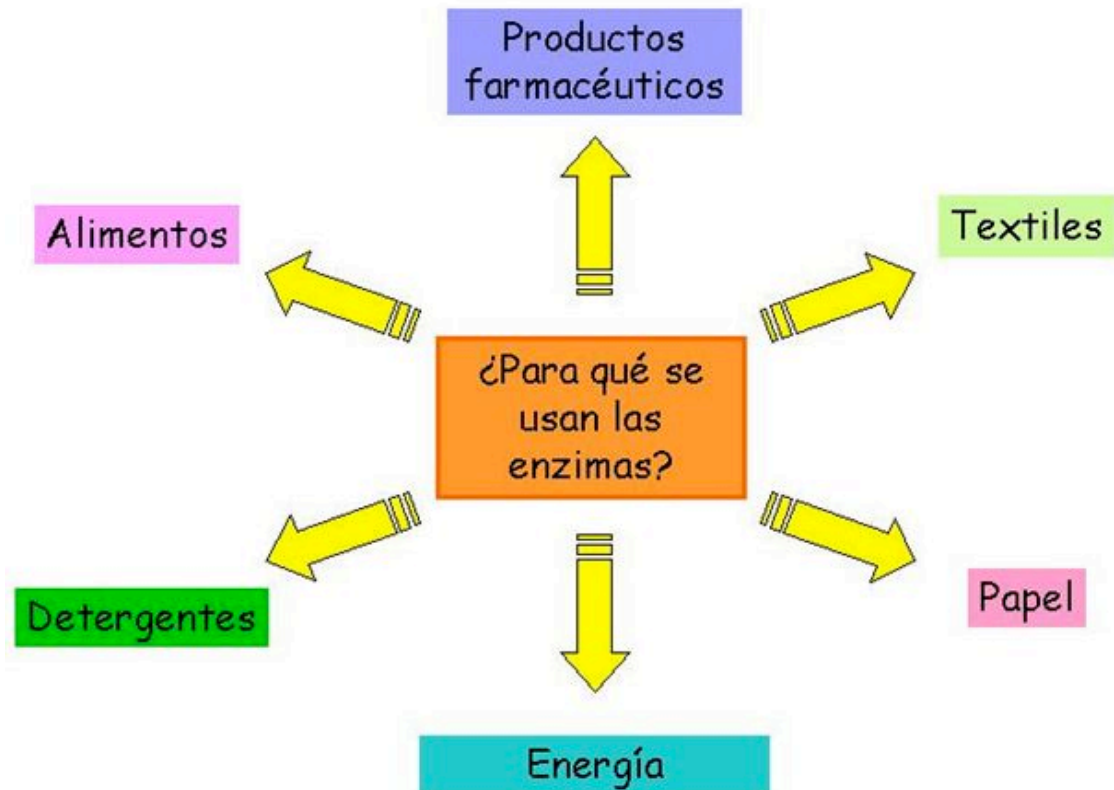 Productos
farmacéuticos
Alimentos
Textiles
¿Para qué se
usan las
enzimas?
Detergentes
Papel
Energía